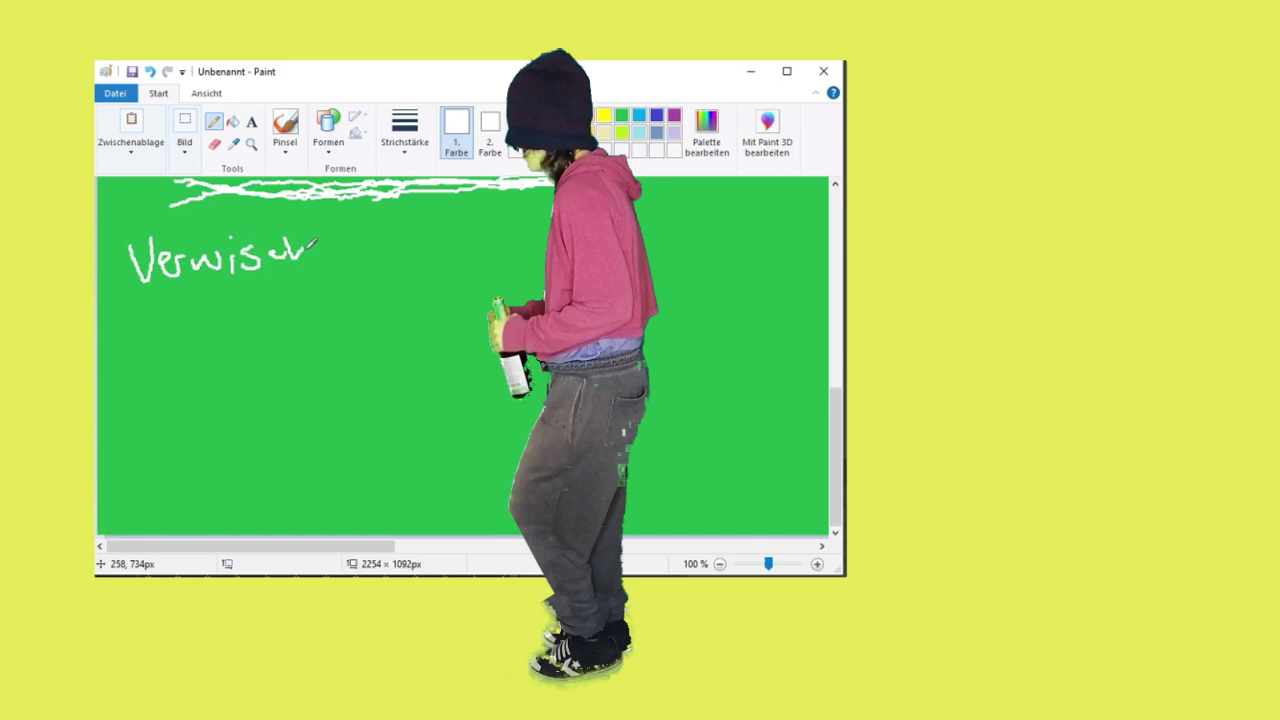 Unbenannt - Paint
Datei Start Ansicht
Zwischenablage Bild Pinsel Formen Strichstärke 1. Farbe 2. Farbe Palette bearbeiten Mit Paint 3D bearbeiten
Tools Formen
Verwisch
258, 734px 2254 × 1092px 100 %